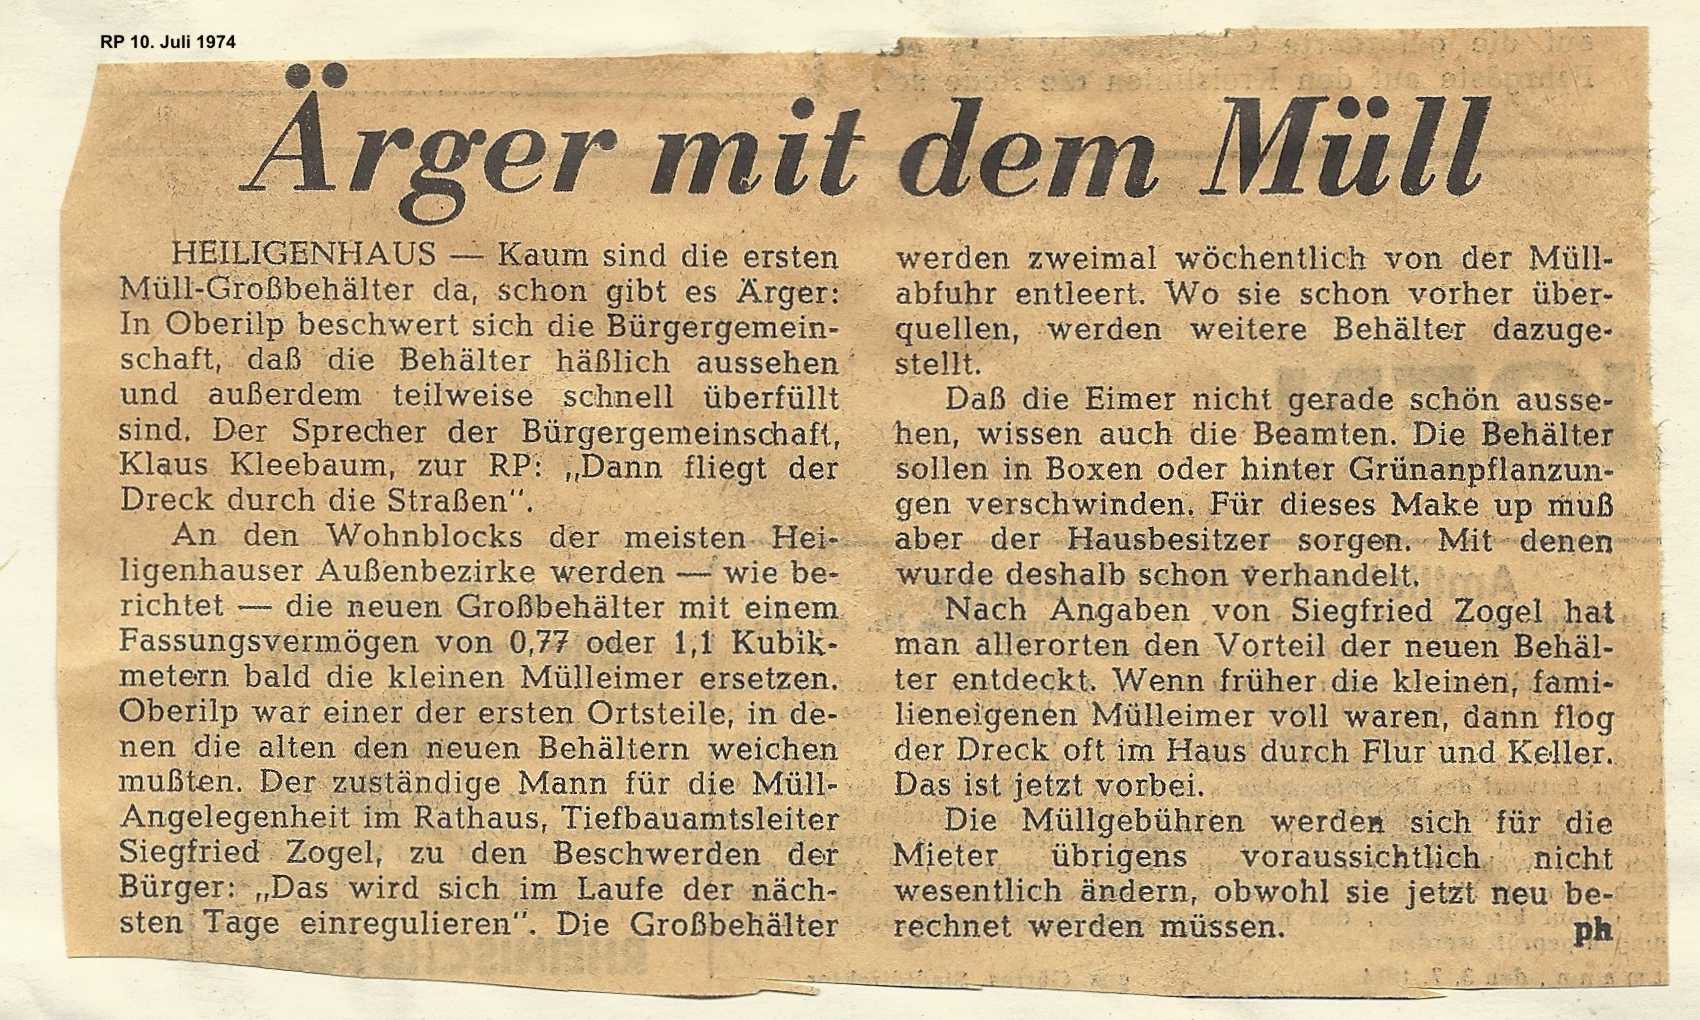 RP 10. Juli 1974
Ärger mit dem Müll
HEILIGENHAUS — Kaum sind die ersten
Müll-Großbehälter da, schon gibt es Ärger:
In Oberilp beschwert sich die Bürgergemein-
schaft, daß die Behälter häßlich aussehen
und außerdem teilweise schnell überfüllt
sind. Der Sprecher der Bürgergemeinschaft,
Klaus Kleebaum, zur RP: „Dann fliegt der
Dreck durch die Straßen".
An den Wohnblocks der meisten Hei-
ligenhauser Außenbezirke werden — wie be-
richtet — die neuen Großbehälter mit einem
Fassungsvermögen von 0,77 oder 1,1 Kubik-
metern bald die kleinen Mülleimer ersetzen.
Oberilp war einer der ersten Ortsteile, in de-
nen die alten den neuen Behältern weichen
mußten. Der zuständige Mann für die Müll-
Angelegenheit im Rathaus, Tiefbauamtsleiter
Siegfried Zogel, zu den Beschwerden der
Bürger: „Das wird sich im Laufe der näch-
sten Tage einregulieren". Die Großbehälter
werden zweimal wöchentlich von der Müll-
abfuhr entleert. Wo sie schon vorher über-
quellen, werden weitere Behälter dazuge-
stellt.
Daß die Eimer nicht gerade schön ausse-
hen, wissen auch die Beamten. Die Behälter
sollen in Boxen oder hinter Grünanpflanzun-
gen verschwinden. Für dieses Make up muß
aber der Hausbesitzer sorgen. Mit denen
wurde deshalb schon verhandelt.
Nach Angaben von Siegfried Zogel hat
man allerorten den Vorteil der neuen Behäl-
ter entdeckt. Wenn früher die kleinen, fami-
lieneigenen Mülleimer voll waren, dann flog
der Dreck oft im Haus durch Flur und Keller.
Das ist jetzt vorbei.
Die Müllgebühren werden sich für die
Mieter übrigens voraussichtlich nicht
wesentlich ändern, obwohl sie jetzt neu be-
rechnet werden müssen. ph